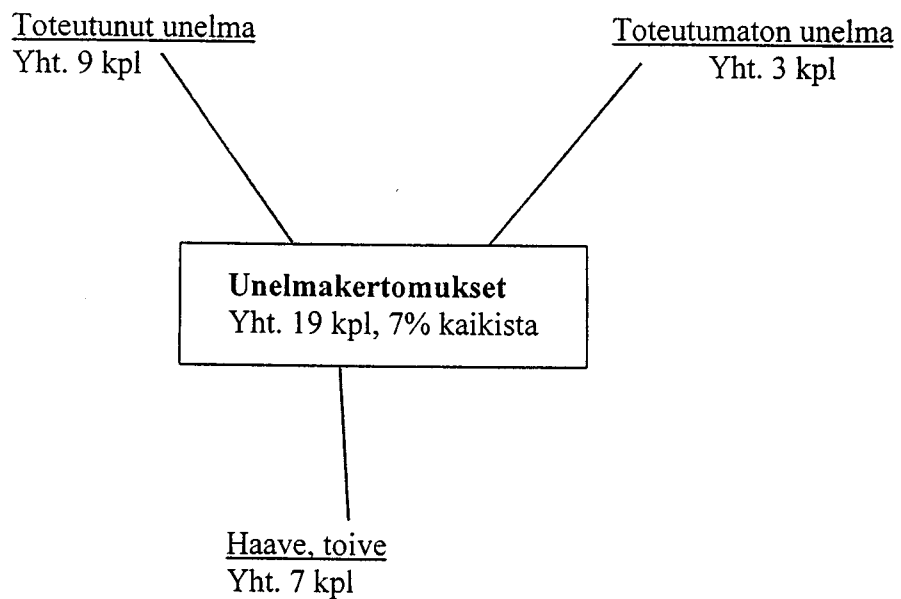 Toteutunut unelma
Yht. 9 kpl
Toteutumaton unelma
Yht. 3 kpl
Unelmakertomukset
Yht. 19 kpl, 7% kaikista
Haave, toive
Yht. 7 kpl